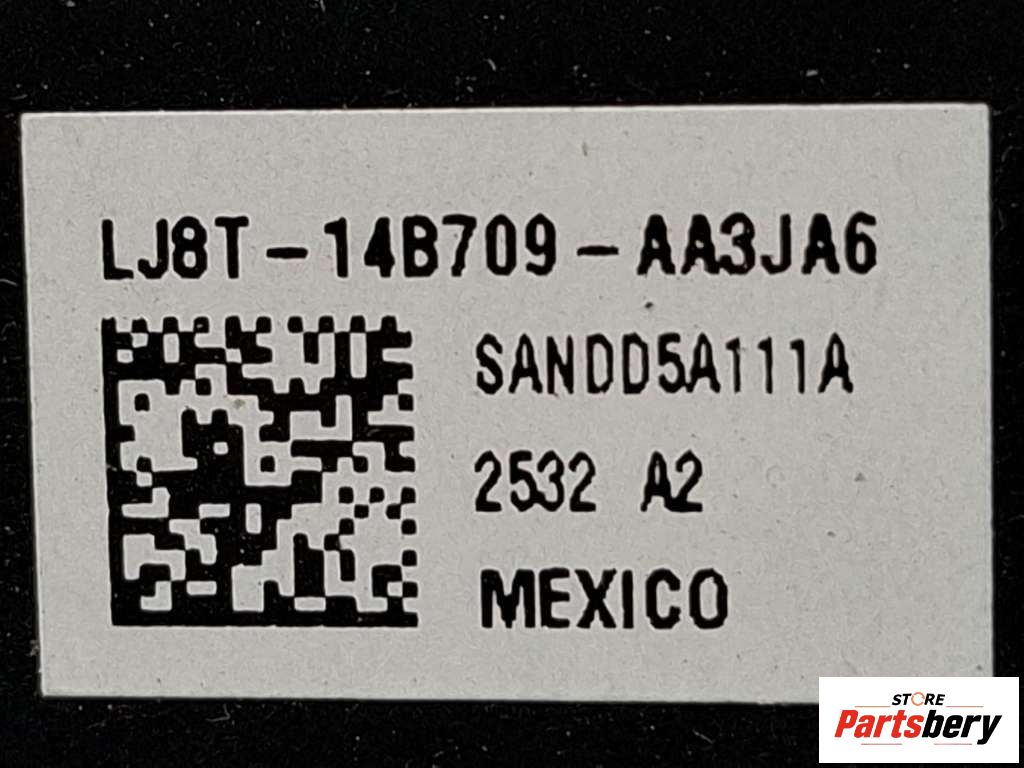 LJ8T-14B709-AA3JA6
SANDD5A111A
2532 A2
MEXICO
STORE
Partsbery